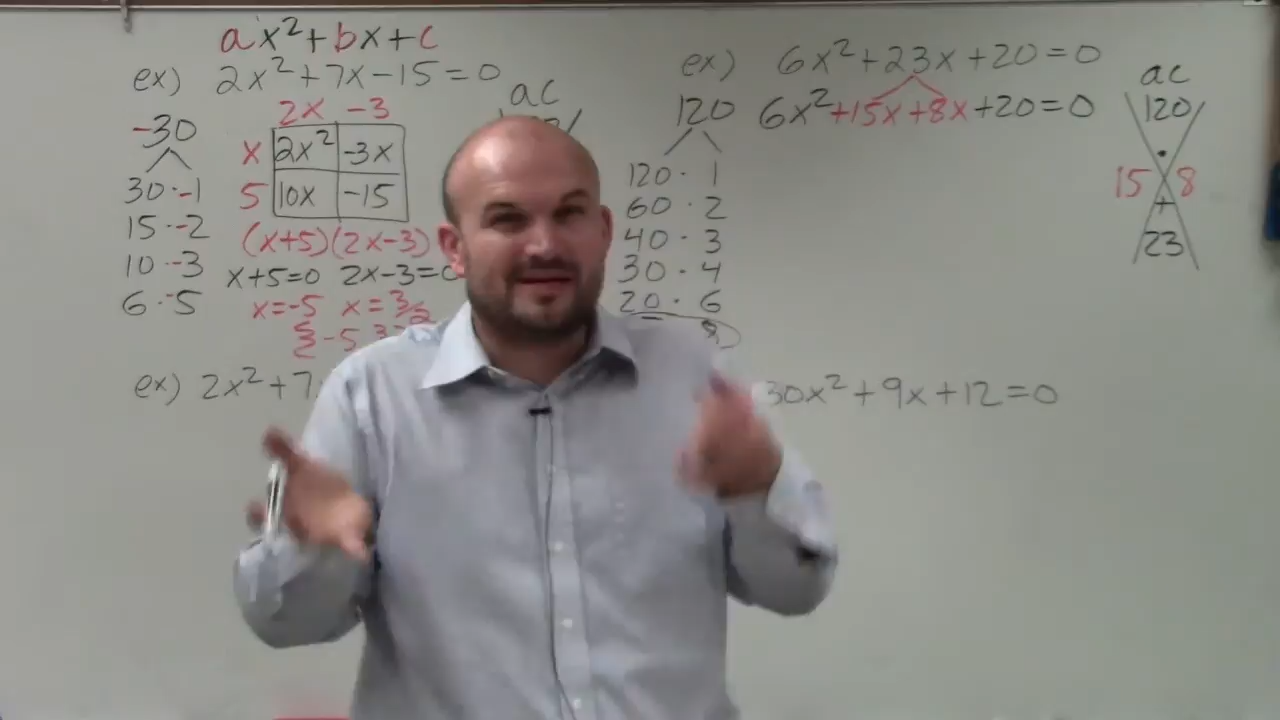 ax²+bx+c
ex) 2x²+7x-15=0
-30
30·-1
15·-2
10·-3
6·-5
2x -3
x 2x² -3x
5 10x -15
(x+5)(2x-3)
x+5=0 2x-3=0
x=-5 x=3/2
{-5
ac
ex) 2x²+7
ex) 6x²+23x+20=0
120 6x²+15x+8x+20=0
120·1
60·2
40·3
30·4
20·6
ac
120
·
15 8
+
23
30x²+9x+12=0